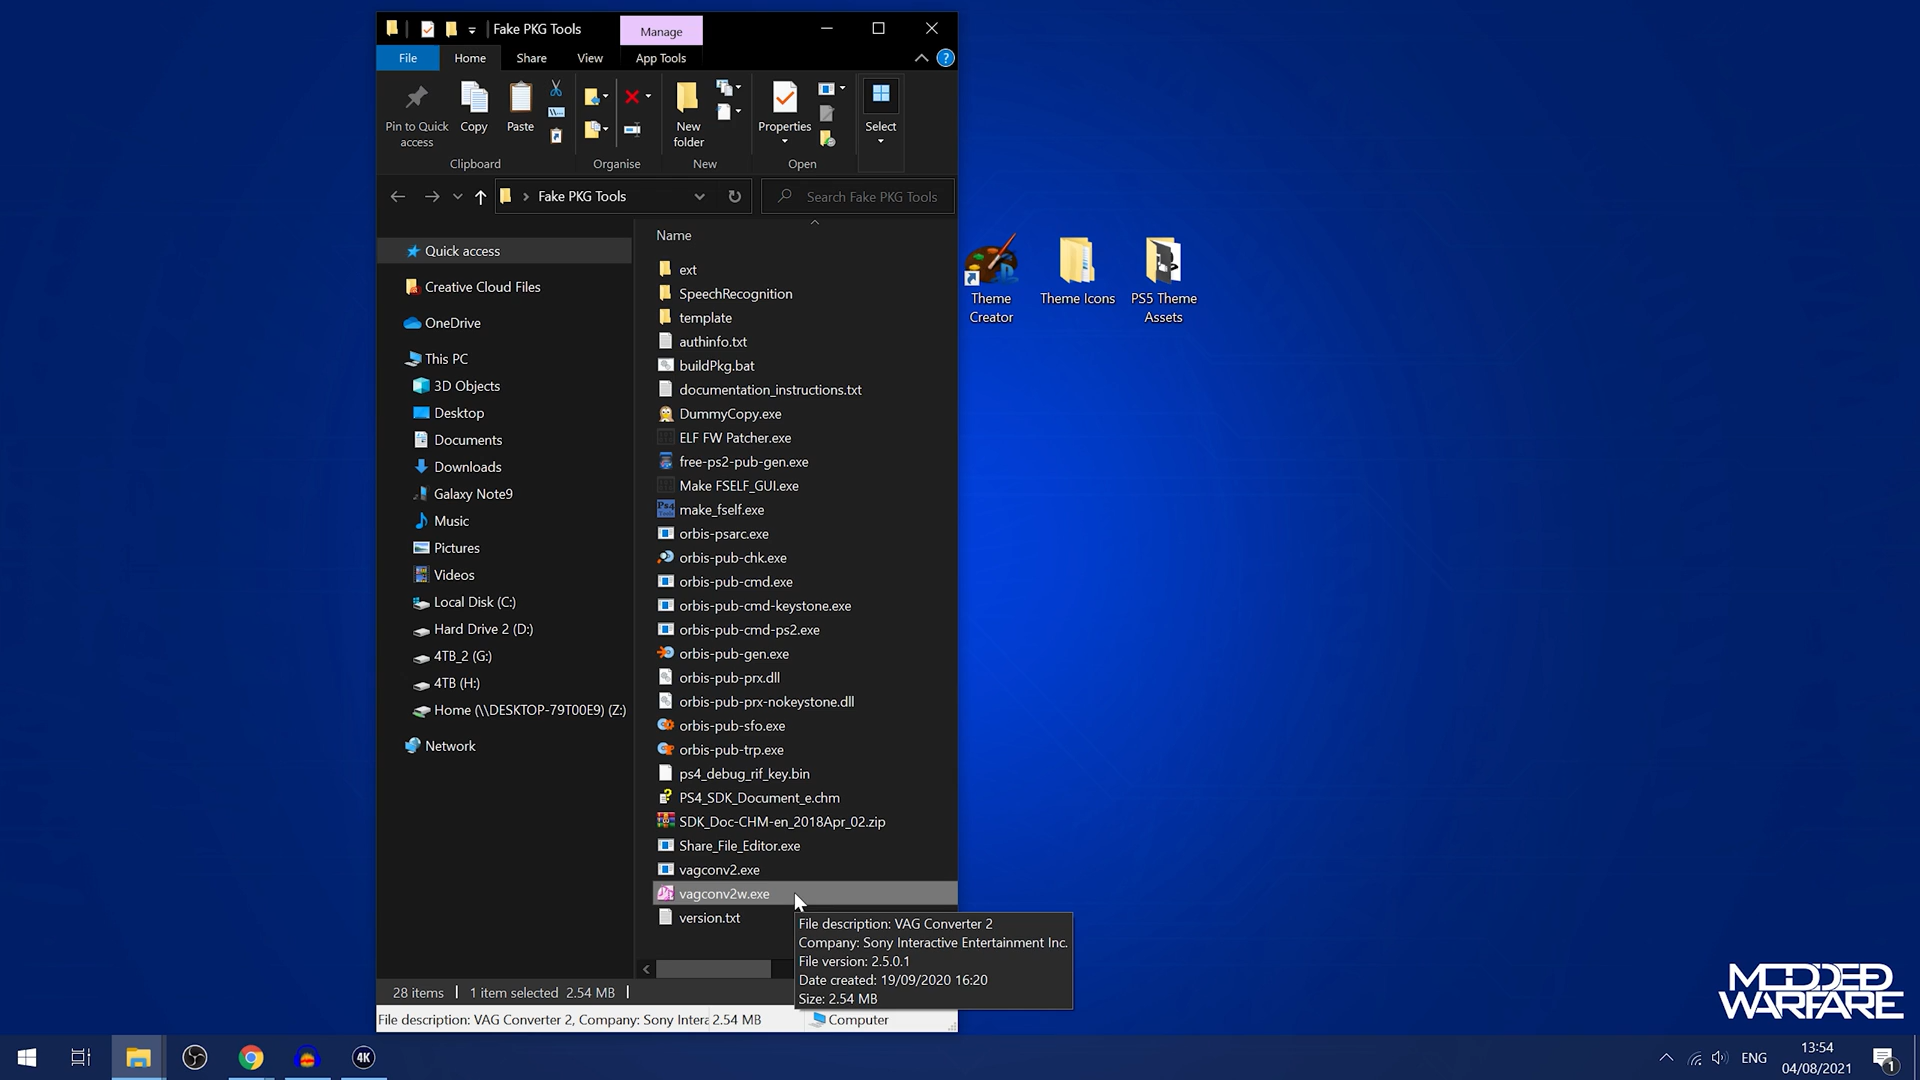 Fake PKG Tools
Manage
File
Home
Share
View
App Tools
Pin to Quick access
Copy
Paste
New folder
Properties
Select
Clipboard
Organise
New
Open
Fake PKG Tools
Search Fake PKG Tools
Name
Quick access
Creative Cloud Files
OneDrive
This PC
3D Objects
Desktop
Documents
Downloads
Galaxy Note9
Music
Pictures
Videos
Local Disk (C:)
Hard Drive 2 (D:)
4TB_2 (G:)
4TB (H:)
Home (\\DESKTOP-79T00E9) (Z:)
Network
ext
SpeechRecognition
template
authinfo.txt
buildPkg.bat
documentation_instructions.txt
DummyCopy.exe
ELF FW Patcher.exe
free-ps2-pub-gen.exe
Make FSELF_GUI.exe
make_fself.exe
orbis-psarc.exe
orbis-pub-chk.exe
orbis-pub-cmd.exe
orbis-pub-cmd-keystone.exe
orbis-pub-cmd-ps2.exe
orbis-pub-gen.exe
orbis-pub-prx.dll
orbis-pub-prx-nokeystone.dll
orbis-pub-sfo.exe
orbis-pub-trp.exe
ps4_debug_rif_key.bin
PS4_SDK_Document_e.chm
SDK_Doc-CHM-en_2018Apr_02.zip
Share_File_Editor.exe
vagconv2.exe
vagconv2w.exe
version.txt
File description: VAG Converter 2
Company: Sony Interactive Entertainment Inc.
File version: 2.5.0.1
Date created: 19/09/2020 16:20
Size: 2.54 MB
28 items
1 item selected 2.54 MB
File description: VAG Converter 2, Company: Sony Intera 2.54 MB
Computer
Theme Creator
Theme Icons
PS5 Theme Assets
MODDED
WARFARE
4K
ENG
13:54
04/08/2021
1